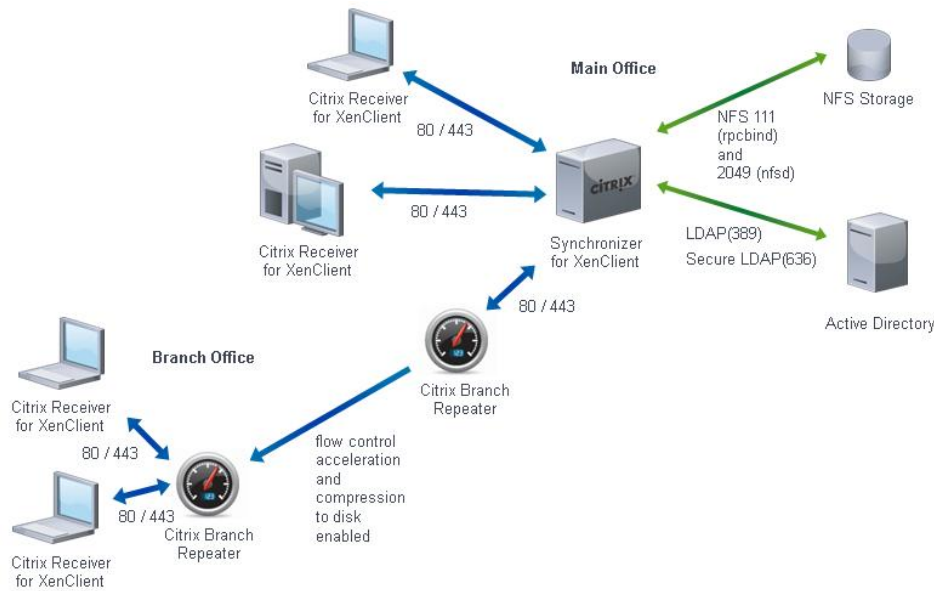 Citrix Receiver
for XenClient
80 / 443
Main Office
NFS Storage
NFS 111
(rpcbind)
and
2049 (nfsd)
CITRIX
Citrix Receiver
for XenClient
80 / 443
Synchronizer
for XenClient
LDAP(389)
Secure LDAP(636)
Active Directory
80 / 443
Citrix Branch
Repeater
Branch Office
Citrix Receiver
for XenClient
80 / 443
flow control
acceleration
and
compression
to disk
enabled
80 / 443
Citrix Branch
Repeater
Citrix Receiver
for XenClient